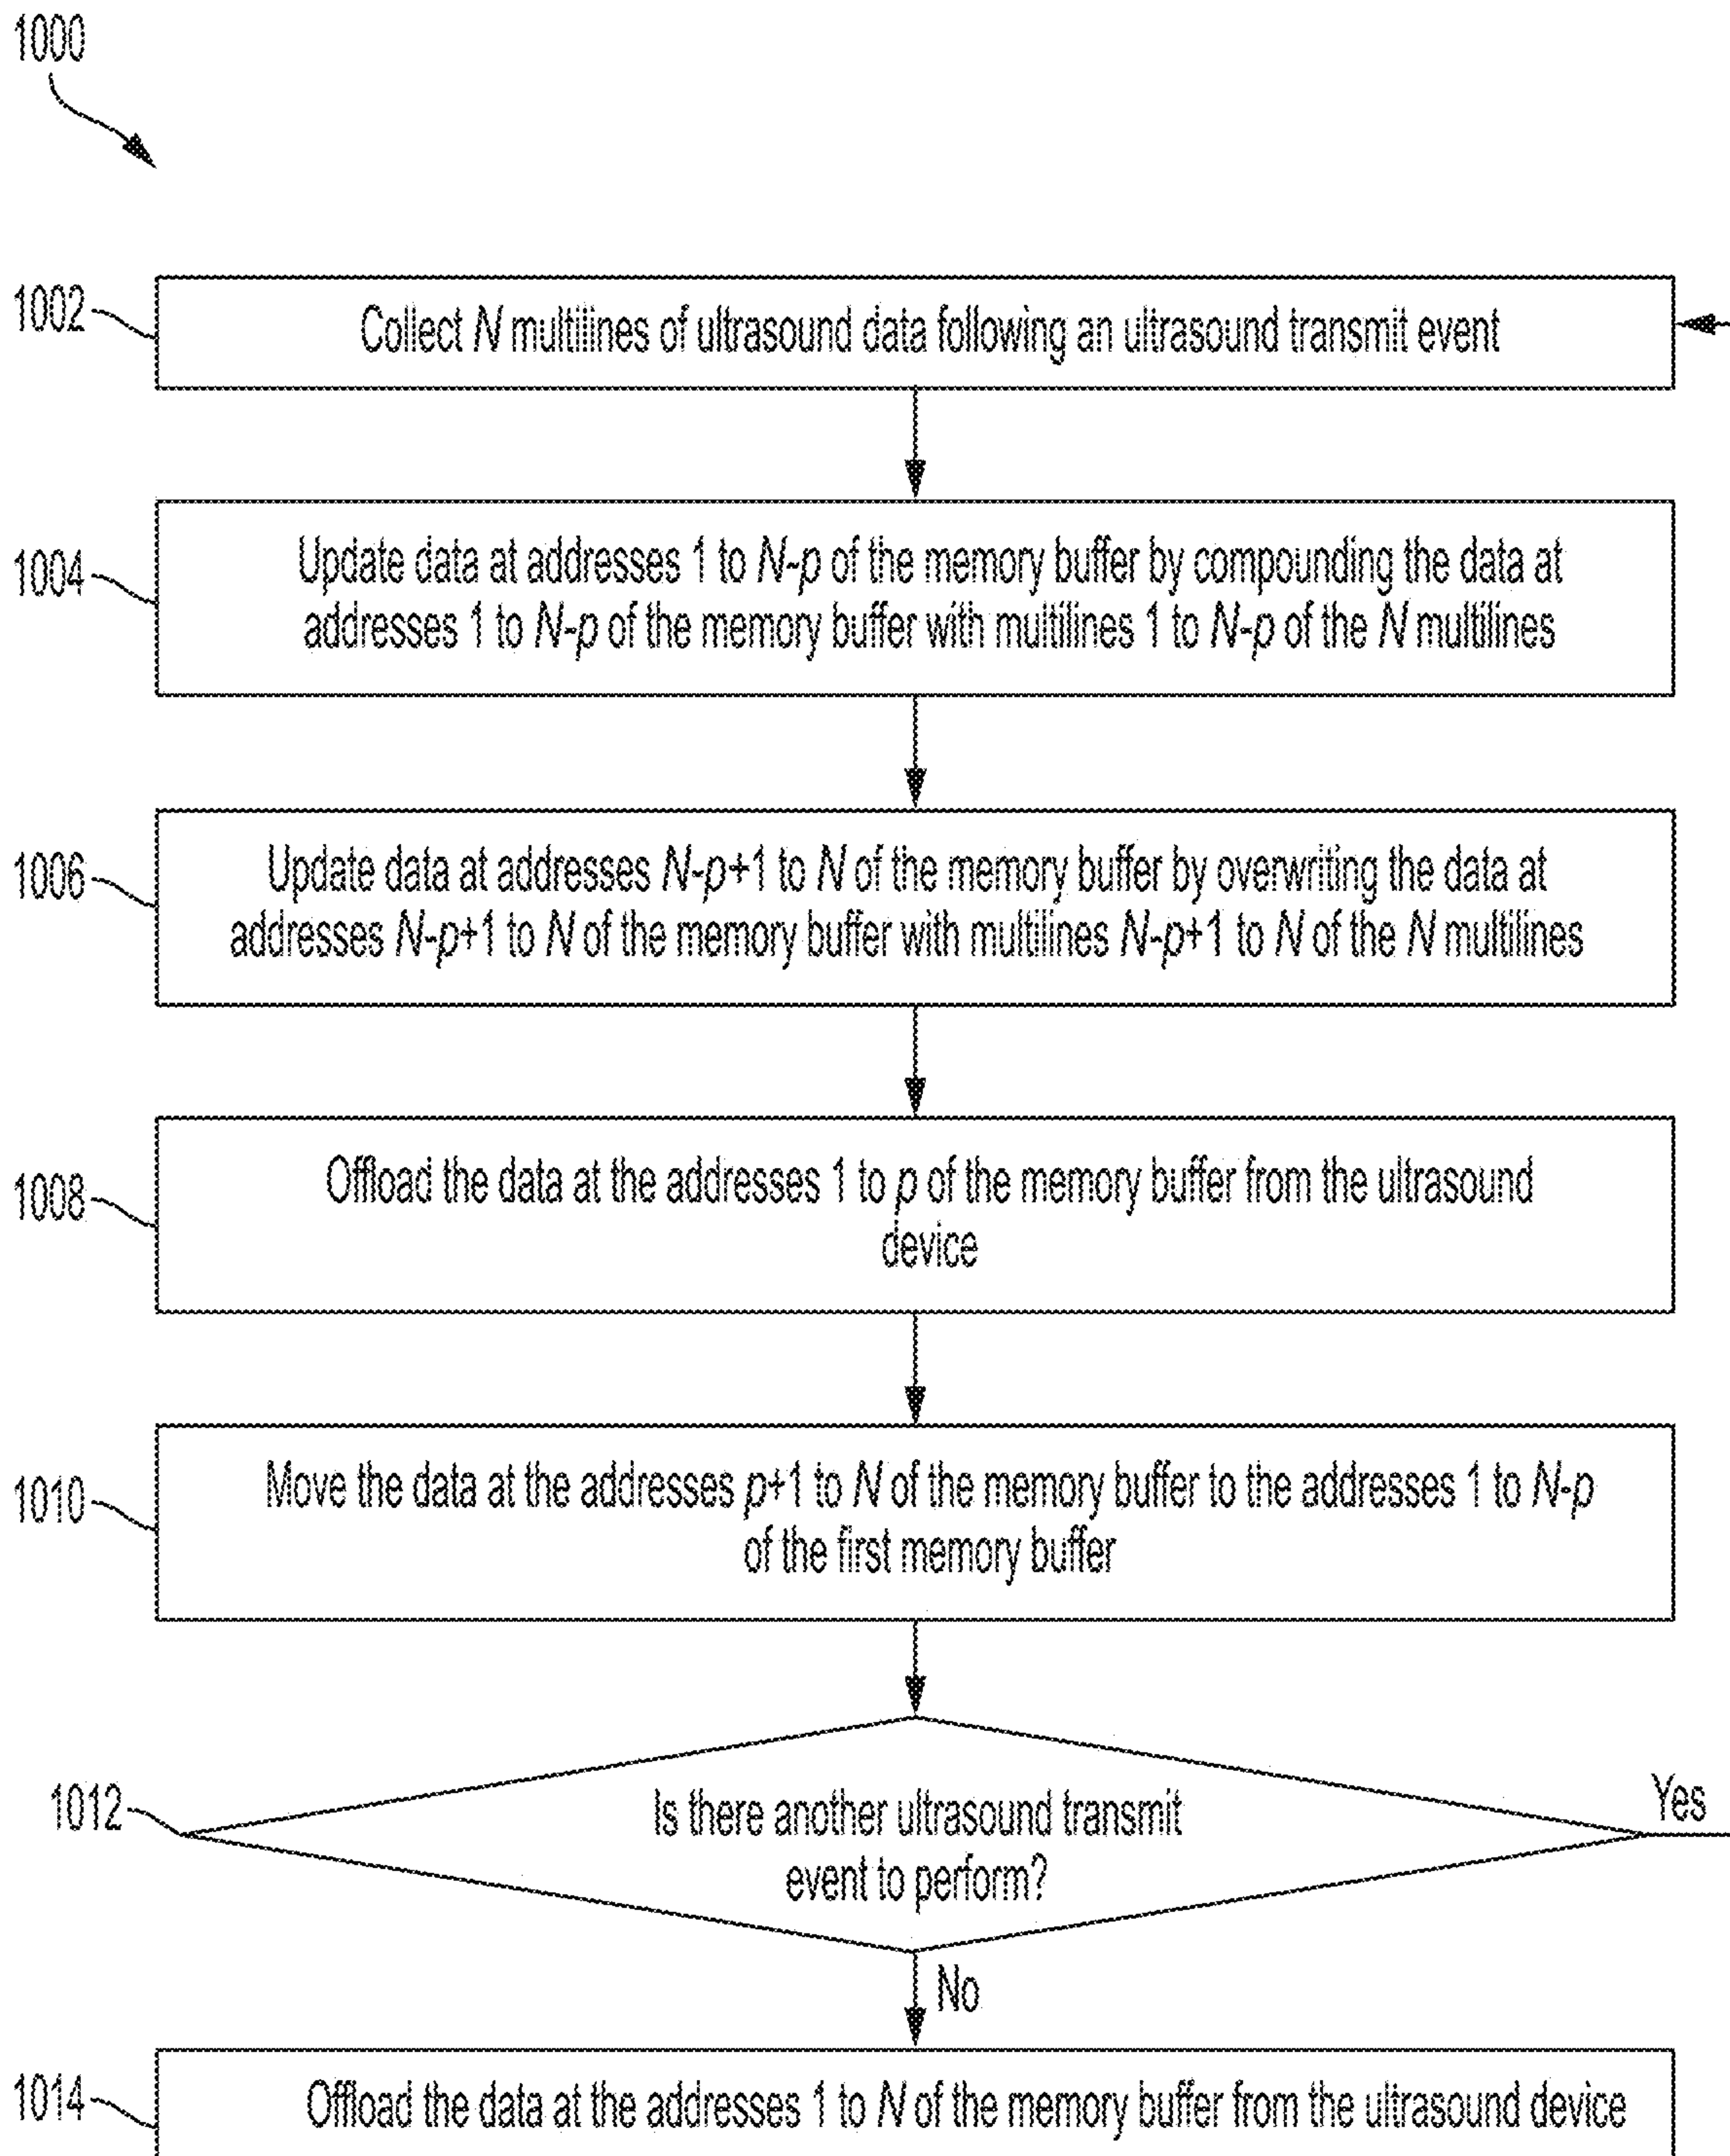 1000
1002
Collect N multilines of ultrasound data following an ultrasound transmit event
1004
Update data at addresses 1 to N-p of the memory buffer by compounding the data at
addresses 1 to N-p of the memory buffer with multilines 1 to N-p of the N multilines
1006
Update data at addresses N-p+1 to N of the memory buffer by overwriting the data at
addresses N-p+1 to N of the memory buffer with multilines N-p+1 to N of the N multilines
1008
Offload the data at the addresses 1 to p of the memory buffer from the ultrasound
device
1010
Move the data at the addresses p+1 to N of the memory buffer to the addresses 1 to N-p
of the first memory buffer
1012
Is there another ultrasound transmit
event to perform?
Yes
No
1014
Offload the data at the addresses 1 to N of the memory buffer from the ultrasound device